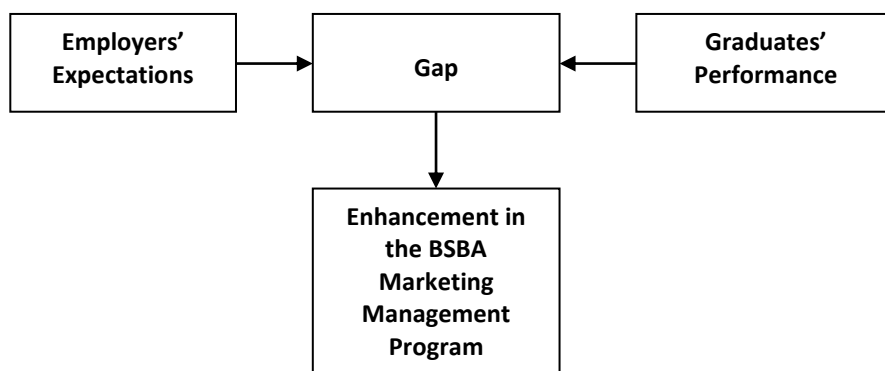 Employers’
Expectations
Gap
Graduates’
Performance
Enhancement in
the BSBA
Marketing
Management
Program